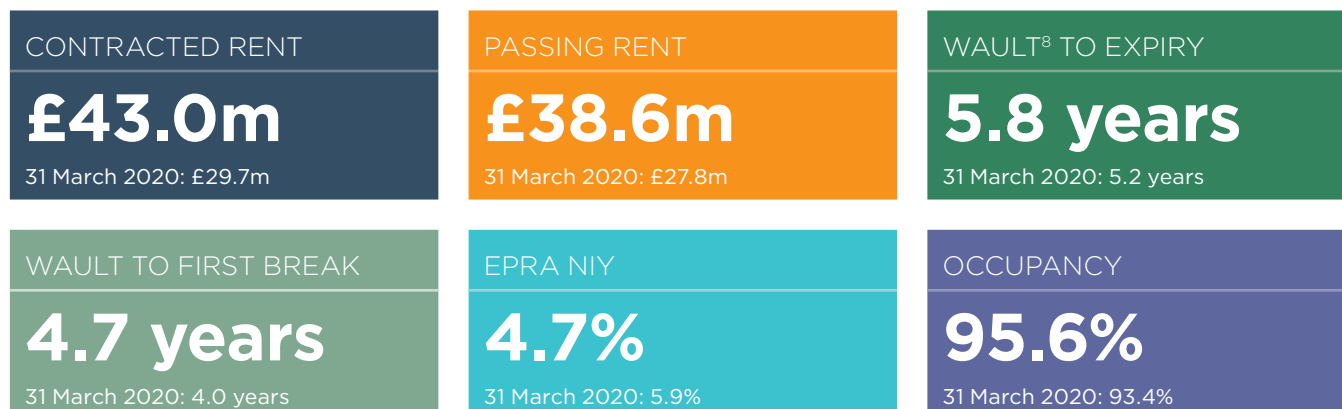 CONTRACTED RENT
£43.0m
31 March 2020: £29.7m
PASSING RENT
£38.6m
31 March 2020: £27.8m
WAULT⁸ TO EXPIRY
5.8 years
31 March 2020: 5.2 years
WAULT TO FIRST BREAK
4.7 years
31 March 2020: 4.0 years
EPRA NIY
4.7%
31 March 2020: 5.9%
OCCUPANCY
95.6%
31 March 2020: 93.4%